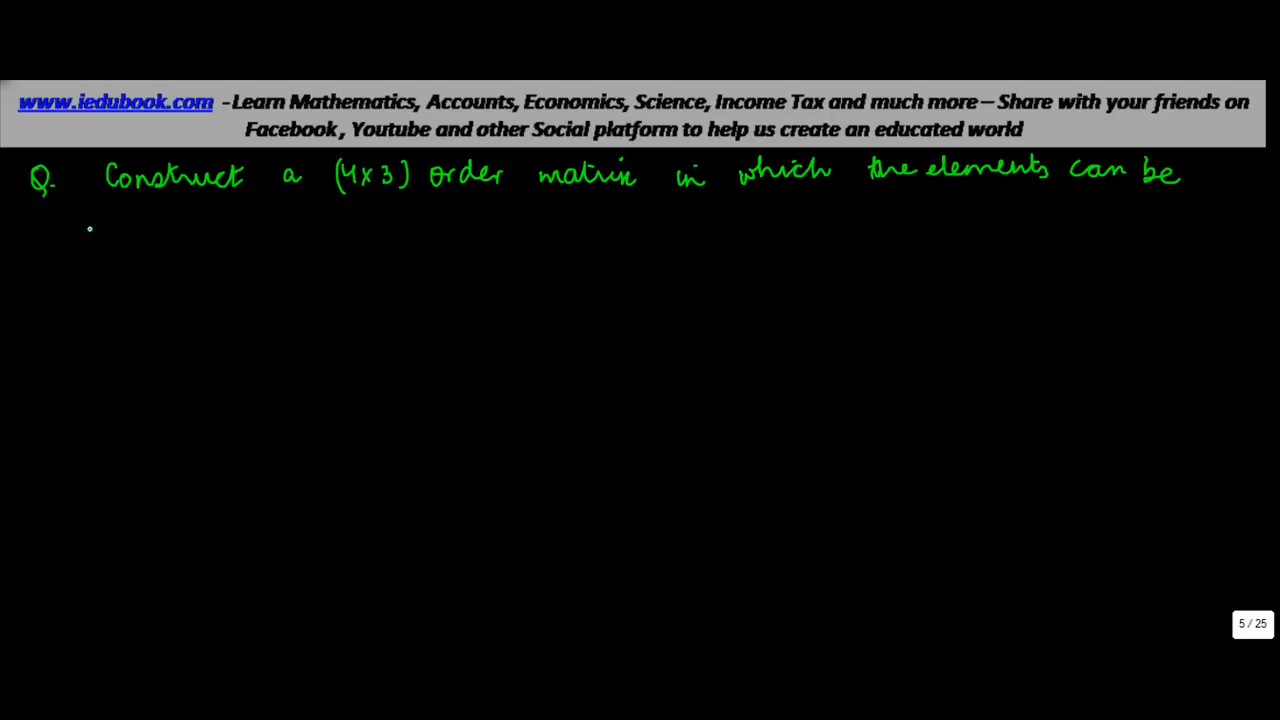 www.iedubook.com - Learn Mathematics, Accounts, Economics, Science, Income Tax and much more – Share with your friends on
Facebook , Youtube and other Social platform to help us create an educated world
Q. Construct a (4x3) order matrix in which the elements can be
5 / 25